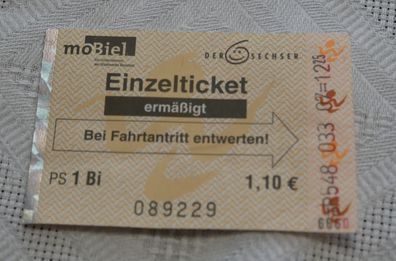 moBiel
DER SECHSER
Einzelticket
ermäßigt
Bei Fahrtantritt entwerten!
PS 1 Bi
1,10 €
089229